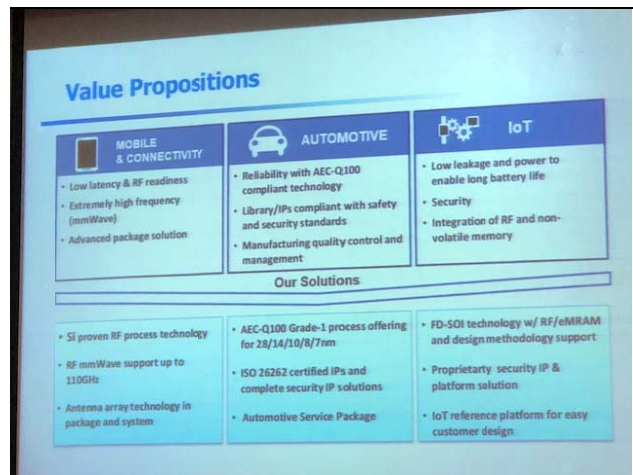 Value Propositions
MOBILE
& CONNECTIVITY
• Low latency & RF readiness
• Extremely high frequency
(mmWave)
• Advanced package solution
AUTOMOTIVE
• Reliability with AEC-Q100
compliant technology
• Library/IPs compliant with safety
and security standards
• Manufacturing quality control and
management
IoT
• Low leakage and power to
enable long battery life
• Security
• Integration of RF and non-
volatile memory
Our Solutions
• Si proven RF process technology
• RF mmWave support up to
110GHz
• Antenna array technology in
package and system
• AEC-Q100 Grade-1 process offering
for 28/14/10/8/7nm
• ISO 26262 certified IPs and
complete security IP solutions
• Automotive Service Package
• FD-SOI technology w/ RF/eMRAM
and design methodology support
• Proprietarty security IP &
platform solution
• IoT reference platform for easy
customer design